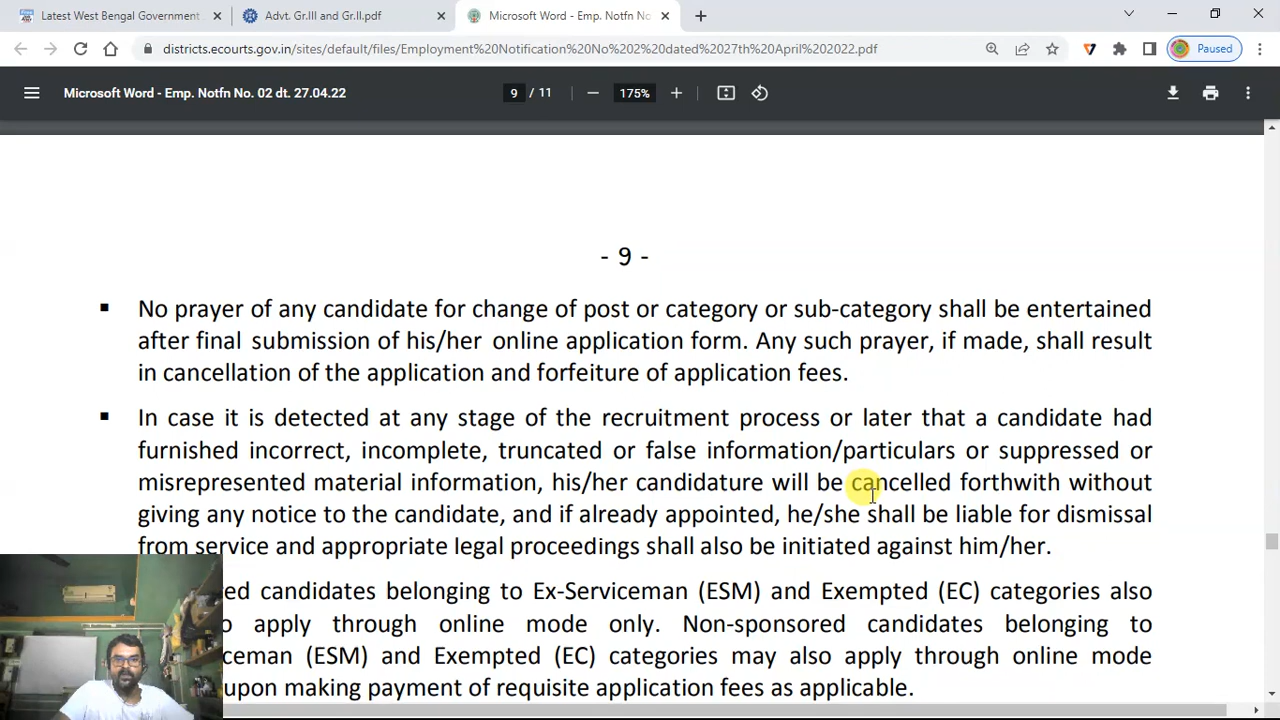 Latest West Bengal Government
Advt. Gr.III and Gr.II.pdf
Microsoft Word - Emp. Notfn No
districts.ecourts.gov.in/sites/default/files/Employment%20Notification%20No%202%20dated%2027th%20April%202022.pdf
Paused
Microsoft Word - Emp. Notfn No. 02 dt. 27.04.22
9 / 11
175%
- 9 -
▪ No prayer of any candidate for change of post or category or sub-category shall be entertained
after final submission of his/her online application form. Any such prayer, if made, shall result
in cancellation of the application and forfeiture of application fees.
▪ In case it is detected at any stage of the recruitment process or later that a candidate had
furnished incorrect, incomplete, truncated or false information/particulars or suppressed or
misrepresented material information, his/her candidature will be cancelled forthwith without
giving any notice to the candidate, and if already appointed, he/she shall be liable for dismissal
from service and appropriate legal proceedings shall also be initiated against him/her.
ed candidates belonging to Ex-Serviceman (ESM) and Exempted (EC) categories also
apply through online mode only. Non-sponsored candidates belonging to
ceman (ESM) and Exempted (EC) categories may also apply through online mode
upon making payment of requisite application fees as applicable.